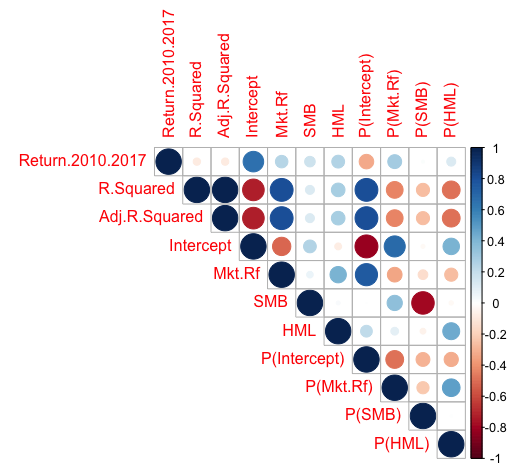 Return.2010.2017
R.Squared
Adj.R.Squared
Intercept
Mkt.Rf
SMB
HML
P(Intercept)
P(Mkt.Rf)
P(SMB)
P(HML)
Return.2010.2017
R.Squared
Adj.R.Squared
Intercept
Mkt.Rf
SMB
HML
P(Intercept)
P(Mkt.Rf)
P(SMB)
P(HML)
1
0.8
0.6
0.4
0.2
0
-0.2
-0.4
-0.6
-0.8
-1